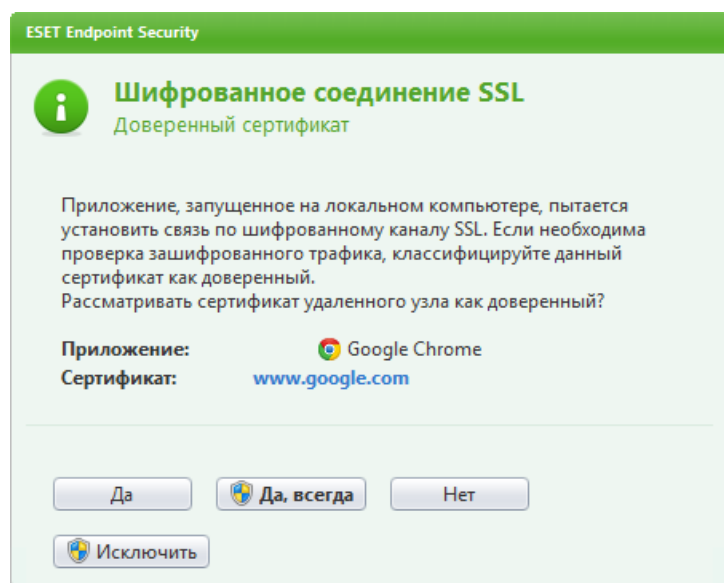 ESET Endpoint Security
Шифрованное соединение SSL
Доверенный сертификат
Приложение, запущенное на локальном компьютере, пытается
установить связь по шифрованному каналу SSL. Если необходима
проверка зашифрованного трафика, классифицируйте данный
сертификат как доверенный.
Рассматривать сертификат удаленного узла как доверенный?
Приложение: Google Chrome
Сертификат: www.google.com
Да Да, всегда Нет
Исключить